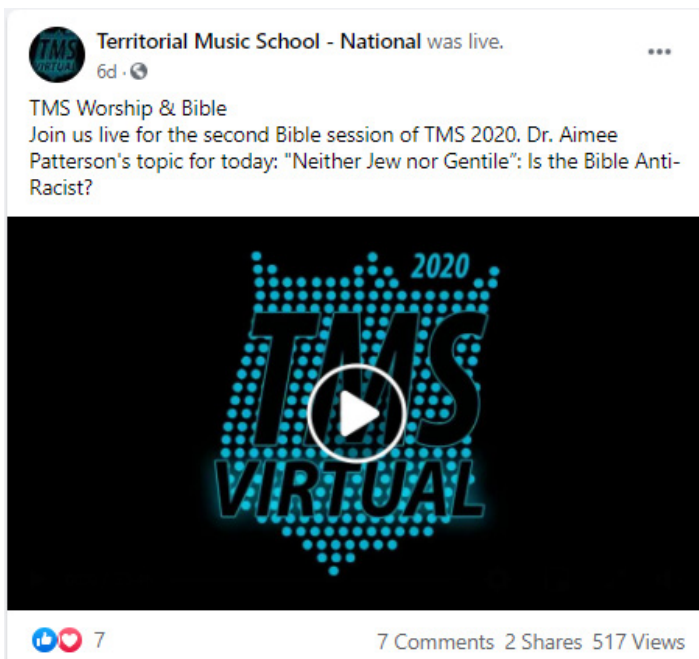 TMS
VIRTUAL
Territorial Music School - National was live.
6d ·
TMS Worship & Bible
Join us live for the second Bible session of TMS 2020. Dr. Aimee
Patterson's topic for today: "Neither Jew nor Gentile”: Is the Bible Anti-
Racist?
2020
TMS
VIRTUAL
7
7 Comments 2 Shares 517 Views